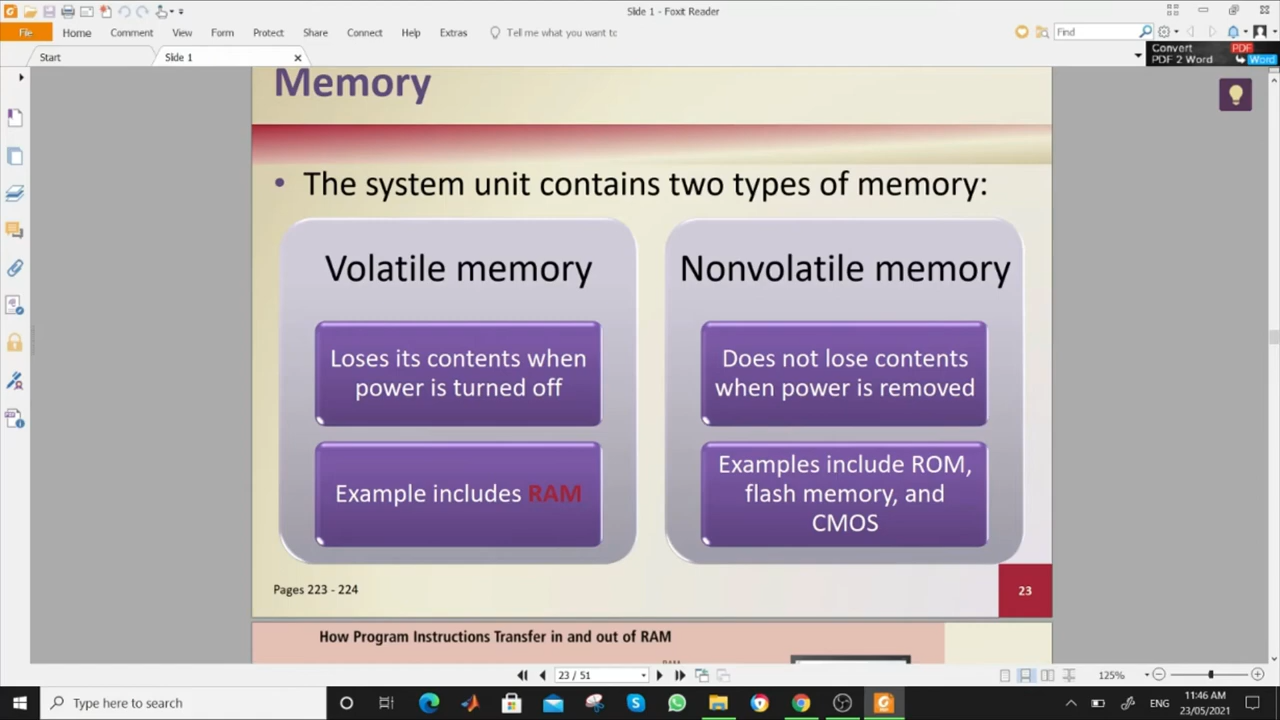 Slide 1 - Foxit Reader
File Home Comment View Form Protect Share Connect Help Extras Tell me what you want tc Find
Start Slide 1
Convert PDF
PDF 2 Word Word
Memory
• The system unit contains two types of memory:
Volatile memory
Loses its contents when
power is turned off
Example includes RAM
Nonvolatile memory
Does not lose contents
when power is removed
Examples include ROM,
flash memory, and
CMOS
Pages 223 - 224
23
How Program Instructions Transfer in and out of RAM
23 / 51
125%
Type here to search
ENG
11:46 AM
23/05/2021